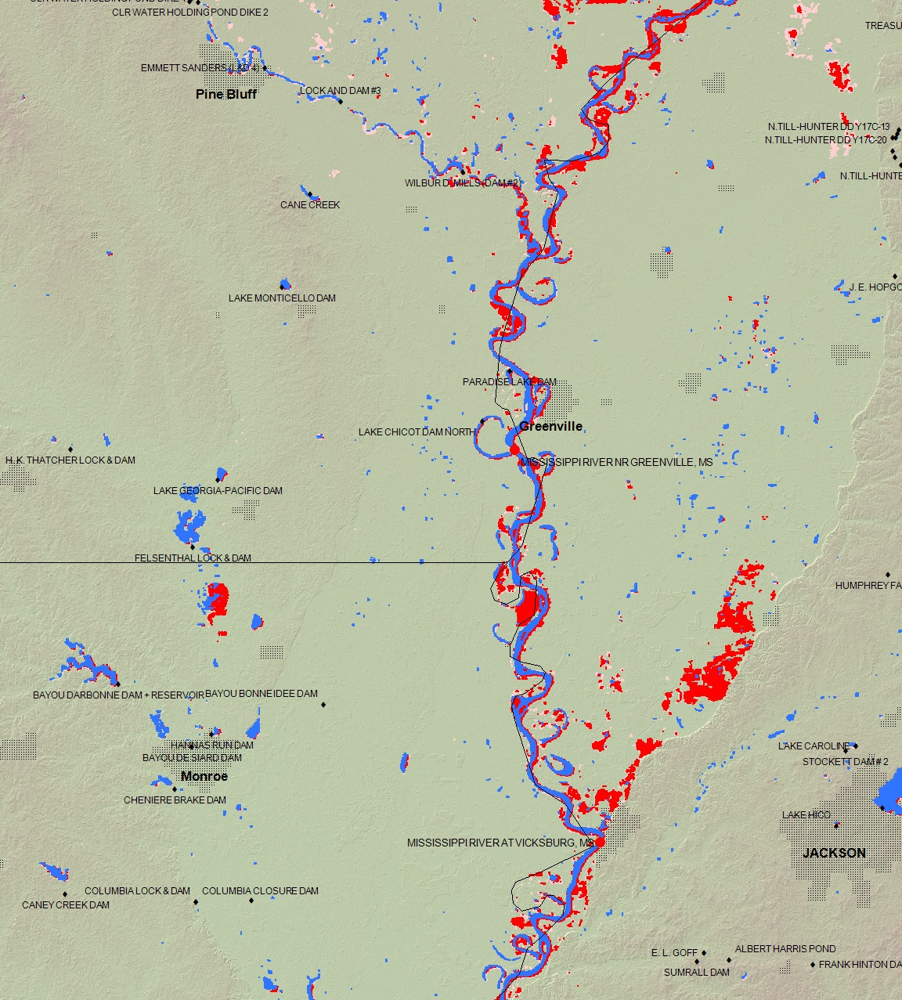 CLR WATER HOLDING POND DIKE 2
TREASU
EMMETT SANDERS (L&D 4)
LOCK AND DAM #3
Pine Bluff
N.TILL-HUNTER DD Y17C-13
N.TILL-HUNTER DD Y17C-20
N.TILL-HUNTE
WILBUR D. MILLS (DAM #2)
CANE CREEK
J. E. HOPGO
LAKE MONTICELLO DAM
PARADISE LAKE DAM
Greenville
LAKE CHICOT DAM NORTH
H. K. THATCHER LOCK & DAM
MISSISSIPPI RIVER NR GREENVILLE, MS
LAKE GEORGIA-PACIFIC DAM
FELSENTHAL LOCK & DAM
HUMPHREY FA
BAYOU DARBONNE DAM + RESERVOIR
BAYOU BONNE IDEE DAM
HANNAS RUN DAM
LAKE CAROLINE
BAYOU DE SIARD DAM
STOCKETT DAM # 2
Monroe
CHENIERE BRAKE DAM
LAKE HICO
MISSISSIPPI RIVER AT VICKSBURG, MS
JACKSON
COLUMBIA LOCK & DAM
COLUMBIA CLOSURE DAM
CANEY CREEK DAM
ALBERT HARRIS POND
E. L. GOFF
FRANK HINTON DA
SUMRALL DAM